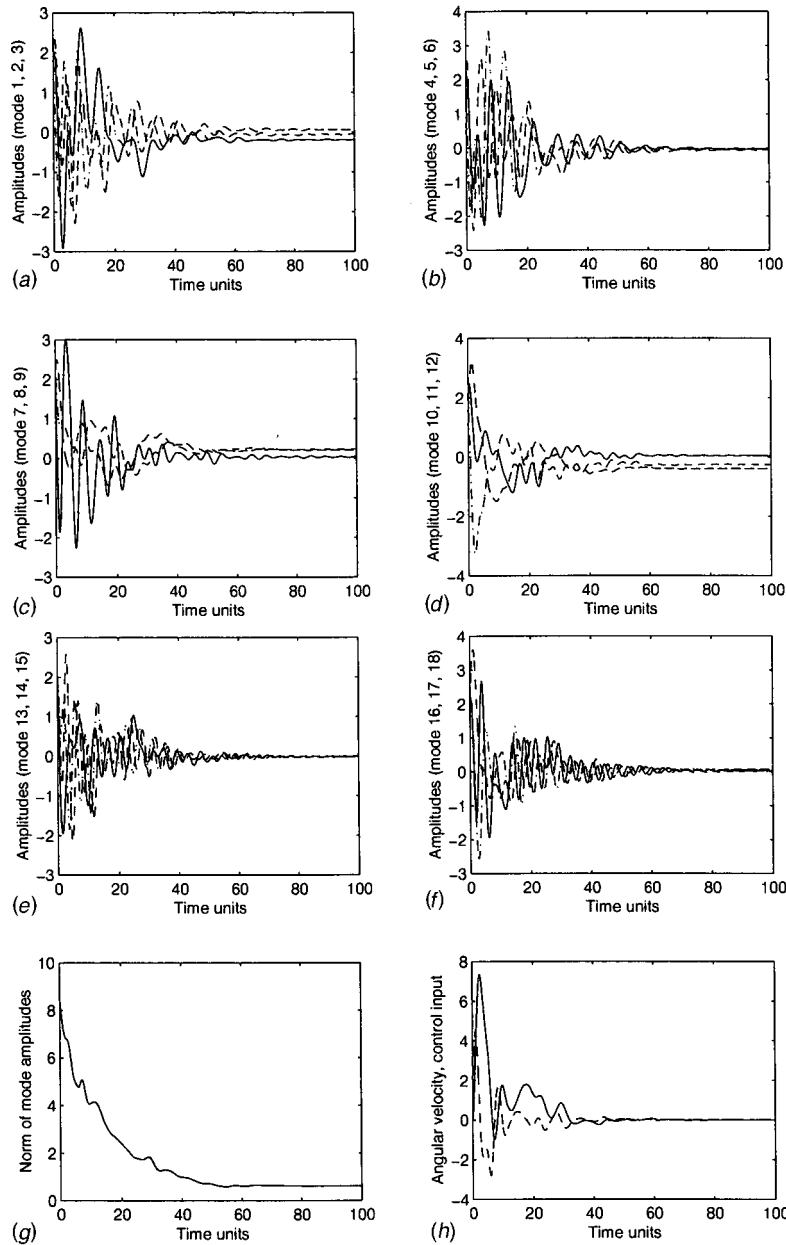 3
2
1
0
−1
−2
−3
0 20 40 60 80 100
Amplitudes (mode 1, 2, 3)
Time units
(a)
4
3
2
1
0
−1
−2
−3
0 20 40 60 80 100
Amplitudes (mode 4, 5, 6)
Time units
(b)
3
2
1
0
−1
−2
−3
0 20 40 60 80 100
Amplitudes (mode 7, 8, 9)
Time units
(c)
4
2
0
−2
−4
0 20 40 60 80 100
Amplitudes (mode 10, 11, 12)
Time units
(d)
3
2
1
0
−1
−2
−3
0 20 40 60 80 100
Amplitudes (mode 13, 14, 15)
Time units
(e)
4
3
2
1
0
−1
−2
−3
0 20 40 60 80 100
Amplitudes (mode 16, 17, 18)
Time units
(f)
10
8
6
4
2
0
0 20 40 60 80 100
Norm of mode amplitudes
Time units
(g)
8
6
4
2
0
−2
−4
0 20 40 60 80 100
Angular velocity, control input
Time units
(h)